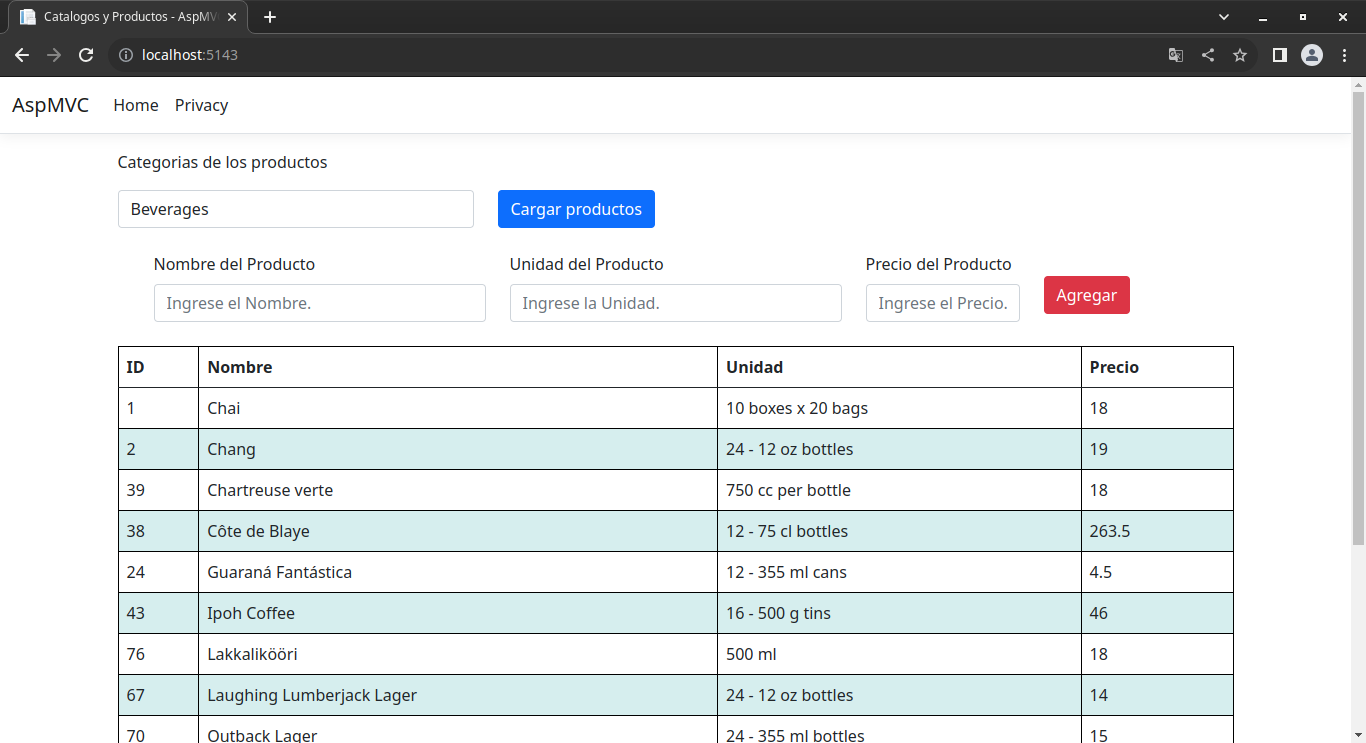 Catalogos y Productos - AspMV
localhost:5143
AspMVC Home Privacy
Categorias de los productos
Beverages Cargar productos
Nombre del Producto Unidad del Producto Precio del Producto
Ingrese el Nombre. Ingrese la Unidad. Ingrese el Precio. Agregar
ID Nombre Unidad Precio
1 Chai 10 boxes x 20 bags 18
2 Chang 24 - 12 oz bottles 19
39 Chartreuse verte 750 cc per bottle 18
38 Côte de Blaye 12 - 75 cl bottles 263.5
24 Guaraná Fantástica 12 - 355 ml cans 4.5
43 Ipoh Coffee 16 - 500 g tins 46
76 Lakkalikööri 500 ml 18
67 Laughing Lumberjack Lager 24 - 12 oz bottles 14
70 Outback Lager 24 - 355 ml bottles 15